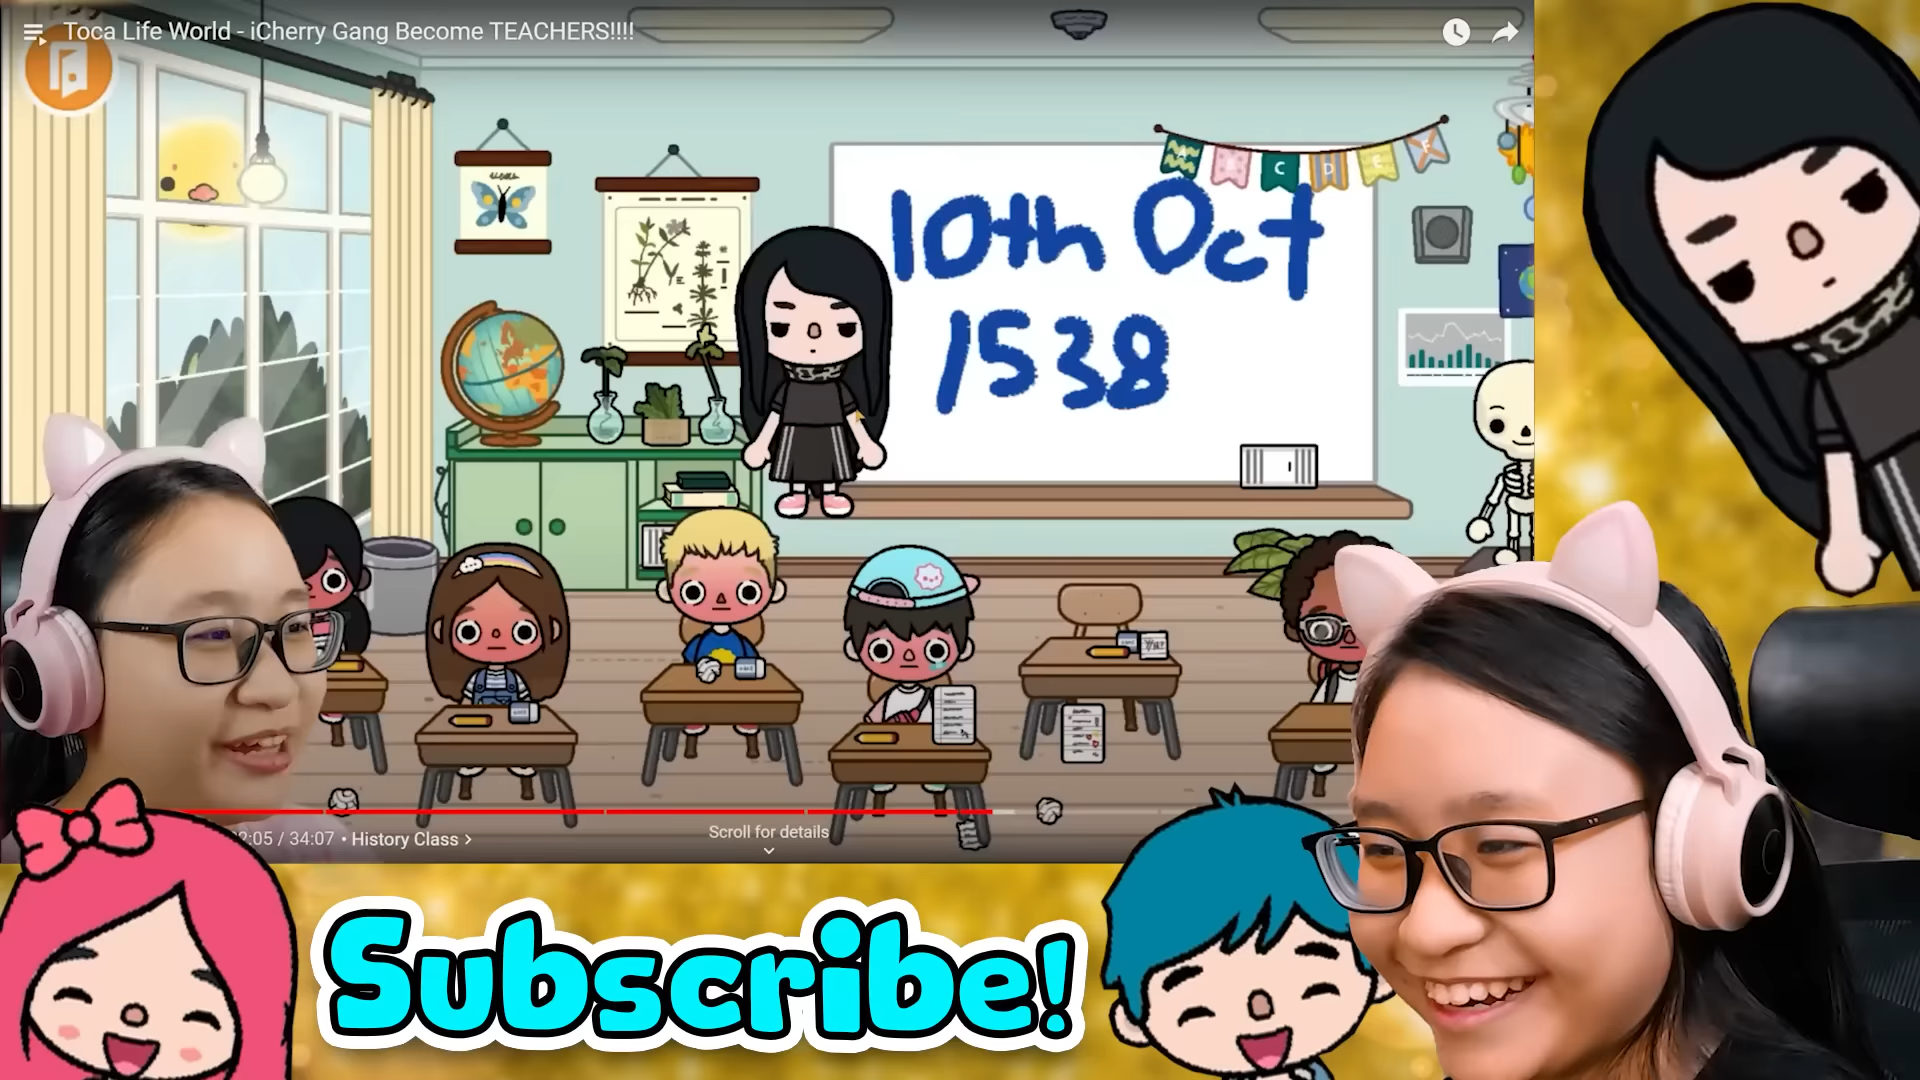 Toca Life World - iCherry Gang Become TEACHERS!!!!
A C D E F
10th Oct
1538
2:05 / 34:07 • History Class >
Scroll for details
Subscribe!